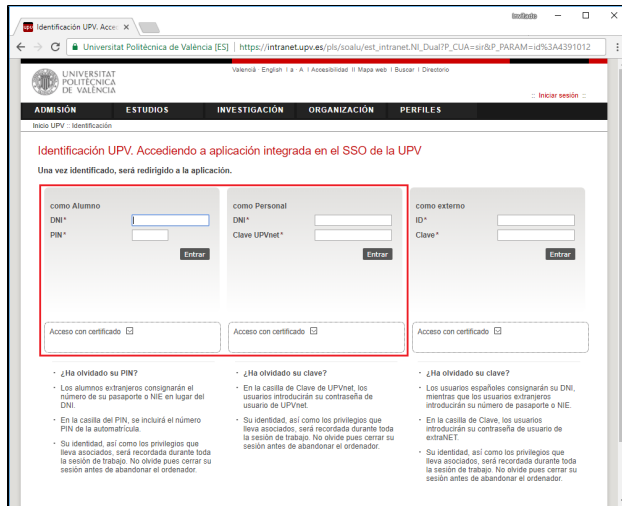 Invitado
Identificación UPV. Acce
Universitat Politècnica de València [ES] | https://intranet.upv.es/pls/soalu/est_intranet.NI_Dual?P_CUA=sir&P_PARAM=id%3A4391012
UNIVERSITAT
POLITÈCNICA
DE VALÈNCIA
Valencià · English | a · A | Accesibilidad || Mapa web | Buscar | Directorio
:: Iniciar sesión ::
ADMISIÓN ESTUDIOS INVESTIGACIÓN ORGANIZACIÓN PERFILES
Inicio UPV :: Identificación
Identificación UPV. Accediendo a aplicación integrada en el SSO de la UPV
Una vez identificado, será redirigido a la aplicación.
como Alumno
DNI*
PIN*
Entrar
Acceso con certificado
como Personal
DNI*
Clave UPVnet*
Entrar
Acceso con certificado
como externo
ID*
Clave*
Entrar
Acceso con certificado
· ¿Ha olvidado su PIN?
· Los alumnos extranjeros consignarán el
número de su pasaporte o NIE en lugar del
DNI.
· En la casilla del PIN, se incluirá el número
PIN de la automatrícula.
· Su identidad, así como los privilegios que
lleva asociados, será recordada durante toda
la sesión de trabajo. No olvide pues cerrar su
sesión antes de abandonar el ordenador.
· ¿Ha olvidado su clave?
· En la casilla de Clave de UPVnet, los
usuarios introducirán su contraseña de
usuario de UPVnet.
· Su identidad, así como los privilegios que
lleva asociados, será recordada durante toda
la sesión de trabajo. No olvide pues cerrar su
sesión antes de abandonar el ordenador.
· ¿Ha olvidado su clave?
· Los usuarios españoles consignarán su DNI,
mientras que los usuarios extranjeros
introducirán su número de pasaporte o NIE.
· En la casilla de Clave, los usuarios
introducirán su contraseña de usuario de
extraNET.
· Su identidad, así como los privilegios que
lleva asociados, será recordada durante toda
la sesión de trabajo. No olvide pues cerrar su
sesión antes de abandonar el ordenador.